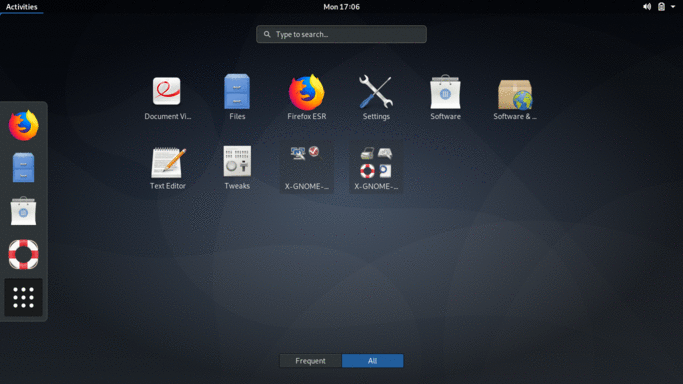 Activities
Mon 17:06
Type to search...
Document Vi...
Files
Firefox ESR
Settings
Software
Software & ...
Text Editor
Tweaks
X-GNOME-...
X-GNOME-...
Frequent
All